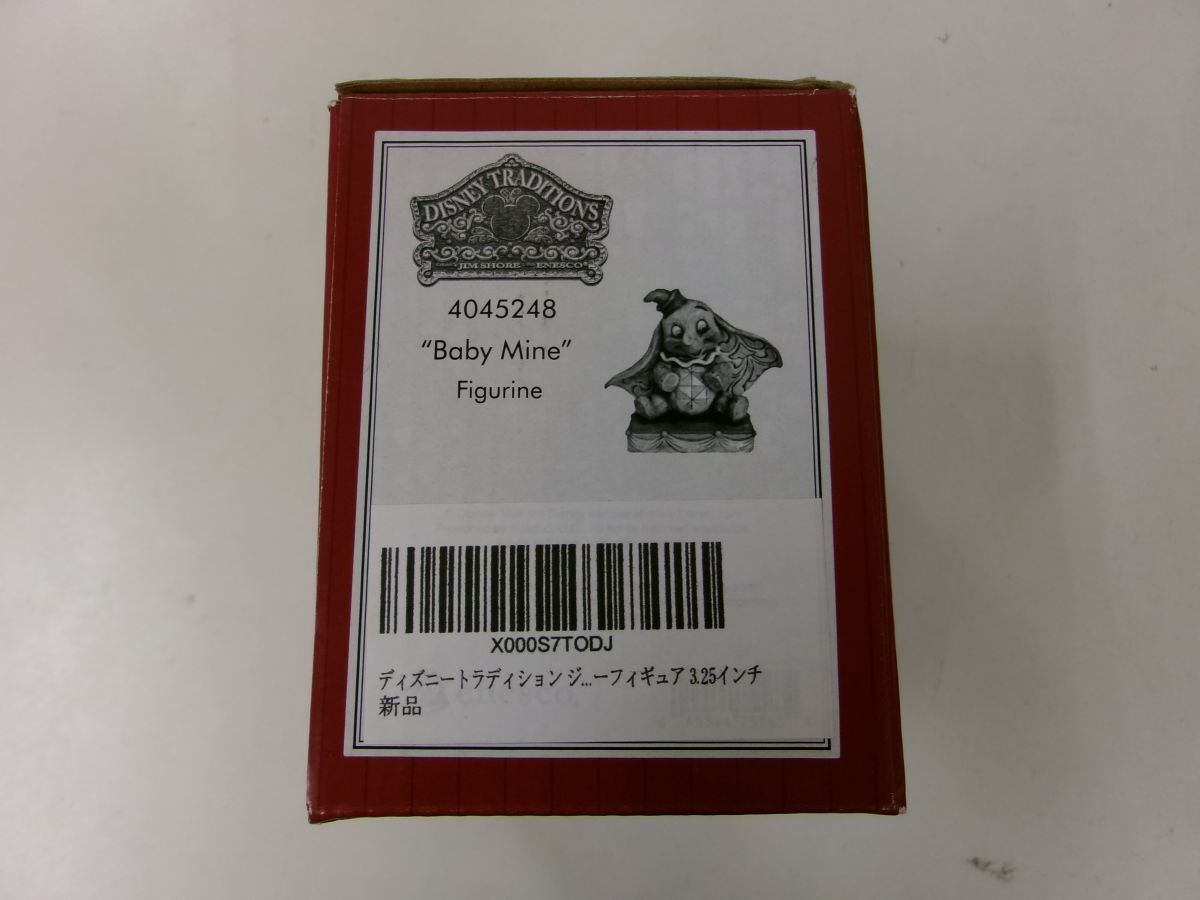 DISNEY TRADITIONS
JIM SHORE ENESCO
4045248
“Baby Mine”
Figurine
X000S7TODJ
ディズニートラディション ジ...ーフィギュア 3.25インチ
新品
enesco.